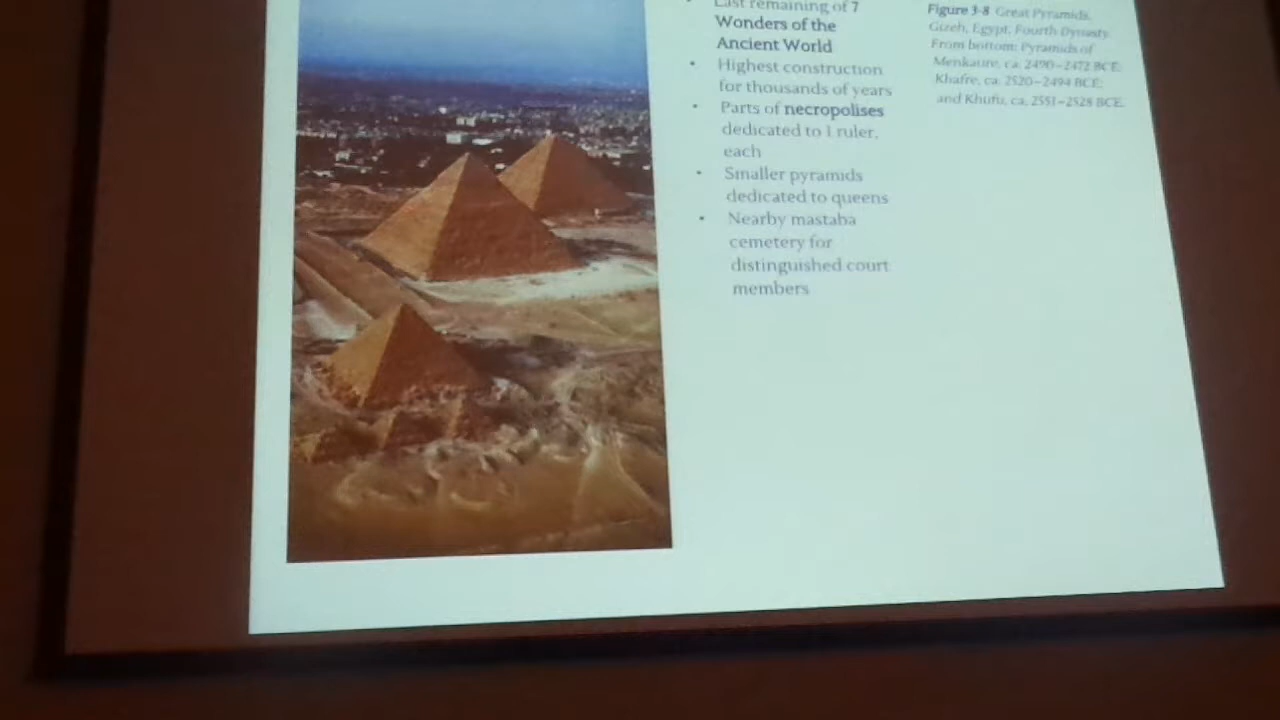 Last remaining of 7
Wonders of the
Ancient World
• Highest construction
for thousands of years
• Parts of necropolises
dedicated to 1 ruler,
each
• Smaller pyramids
dedicated to queens
• Nearby mastaba
cemetery for
distinguished court
members
Figure 3-8 Great Pyramids,
Gizeh, Egypt, Fourth Dynasty.
From bottom: Pyramids of
Menkaure, ca. 2490–2472 BCE;
Khafre, ca. 2520–2494 BCE;
and Khufu, ca. 2551–2528 BCE.